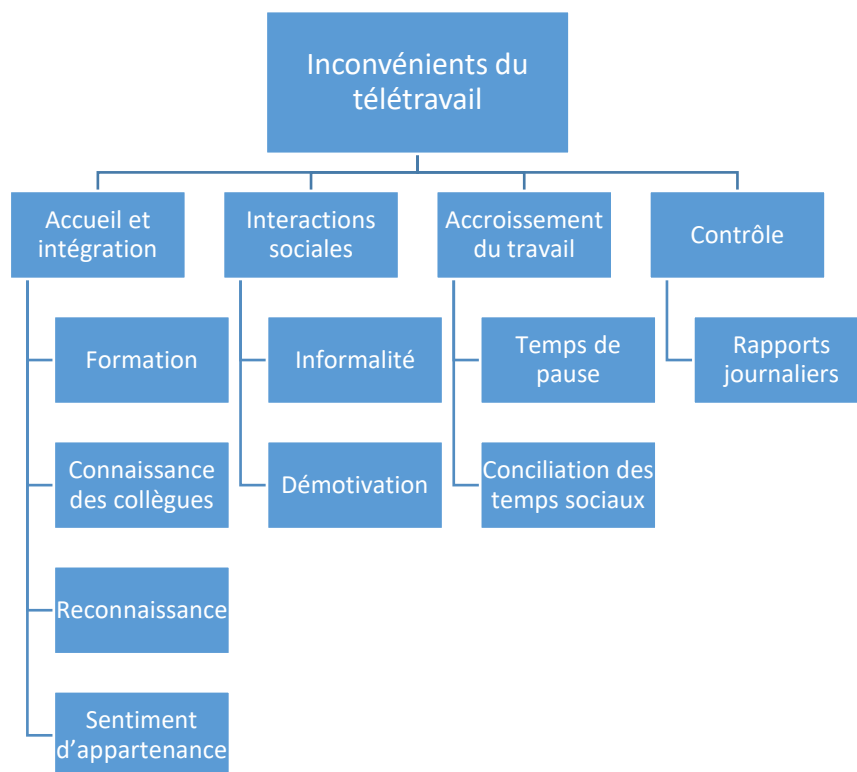 Inconvénients du
télétravail
Accueil et
intégration
Interactions
sociales
Accroissement
du travail
Contrôle
Formation
Informalité
Temps de
pause
Rapports
journaliers
Connaissance
des collègues
Démotivation
Conciliation des
temps sociaux
Reconnaissance
Sentiment
d’appartenance